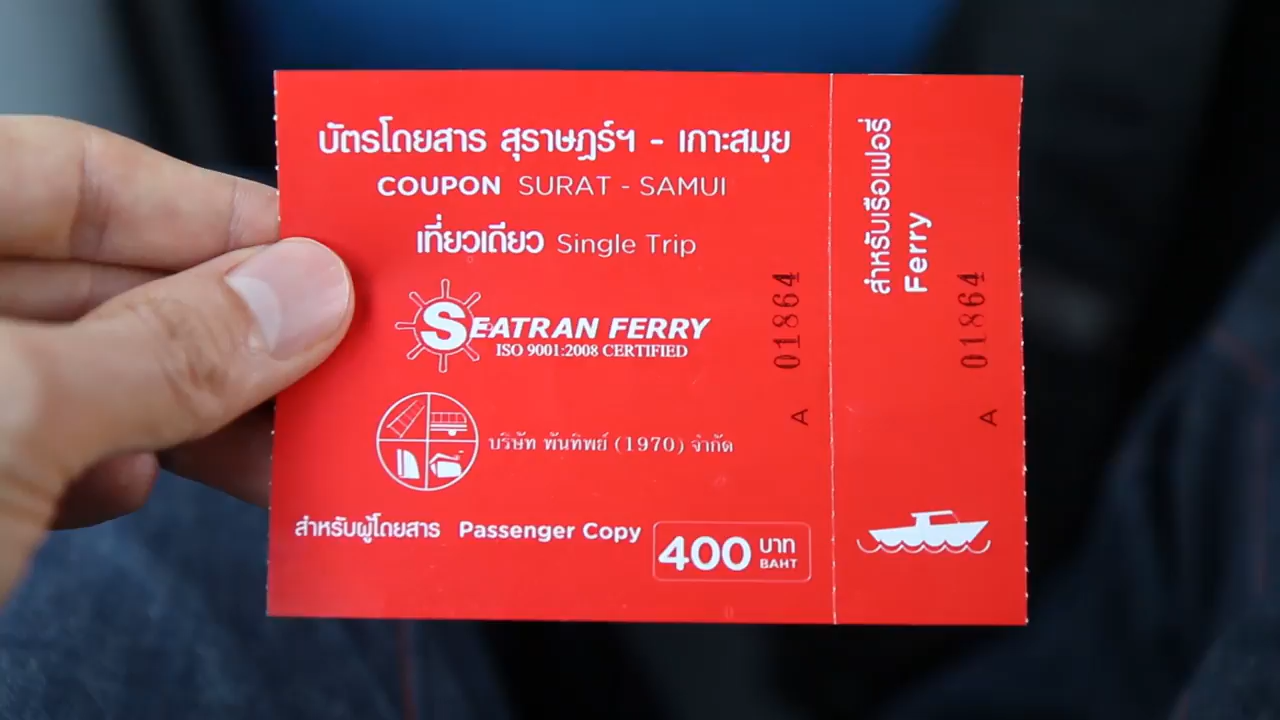 บัตรโดยสาร สุราษฎร์ฯ - เกาะสมุย
COUPON SURAT - SAMUI
เที่ยวเดียว Single Trip
SEATRAN FERRY
ISO 9001:2008 CERTIFIED
บริษัท พันทิพย์ (1970) จำกัด
สำหรับผู้โดยสาร Passenger Copy
400 บาท
BAHT
A 01864
สำหรับเรือเฟอรี่
Ferry
A 01864